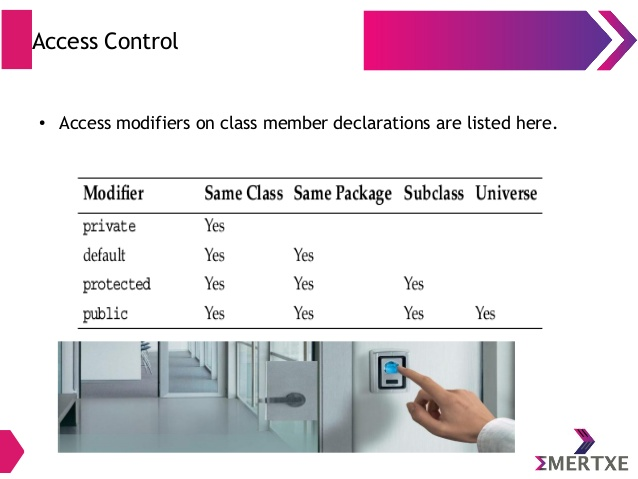 Access Control
• Access modifiers on class member declarations are listed here.
Modifier Same Class Same Package Subclass Universe
private Yes
default Yes Yes
protected Yes Yes Yes
public Yes Yes Yes Yes
EMERTXE